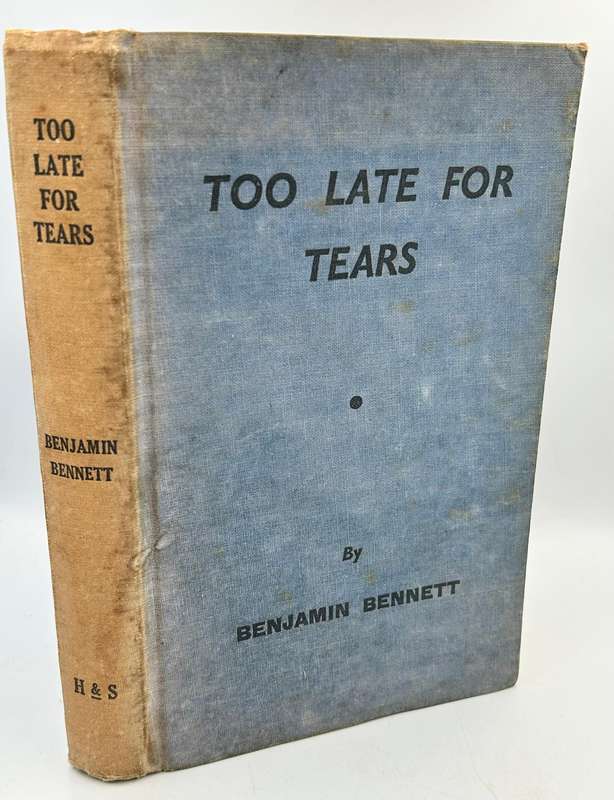 TOO
LATE
FOR
TEARS
BENJAMIN
BENNETT
H & S
TOO LATE FOR
TEARS
By
BENJAMIN BENNETT